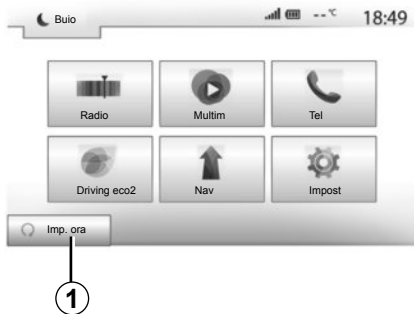 Buio
--°C 18:49
Radio Multim Tel
Driving eco2 Nav Impost
Imp. ora
1